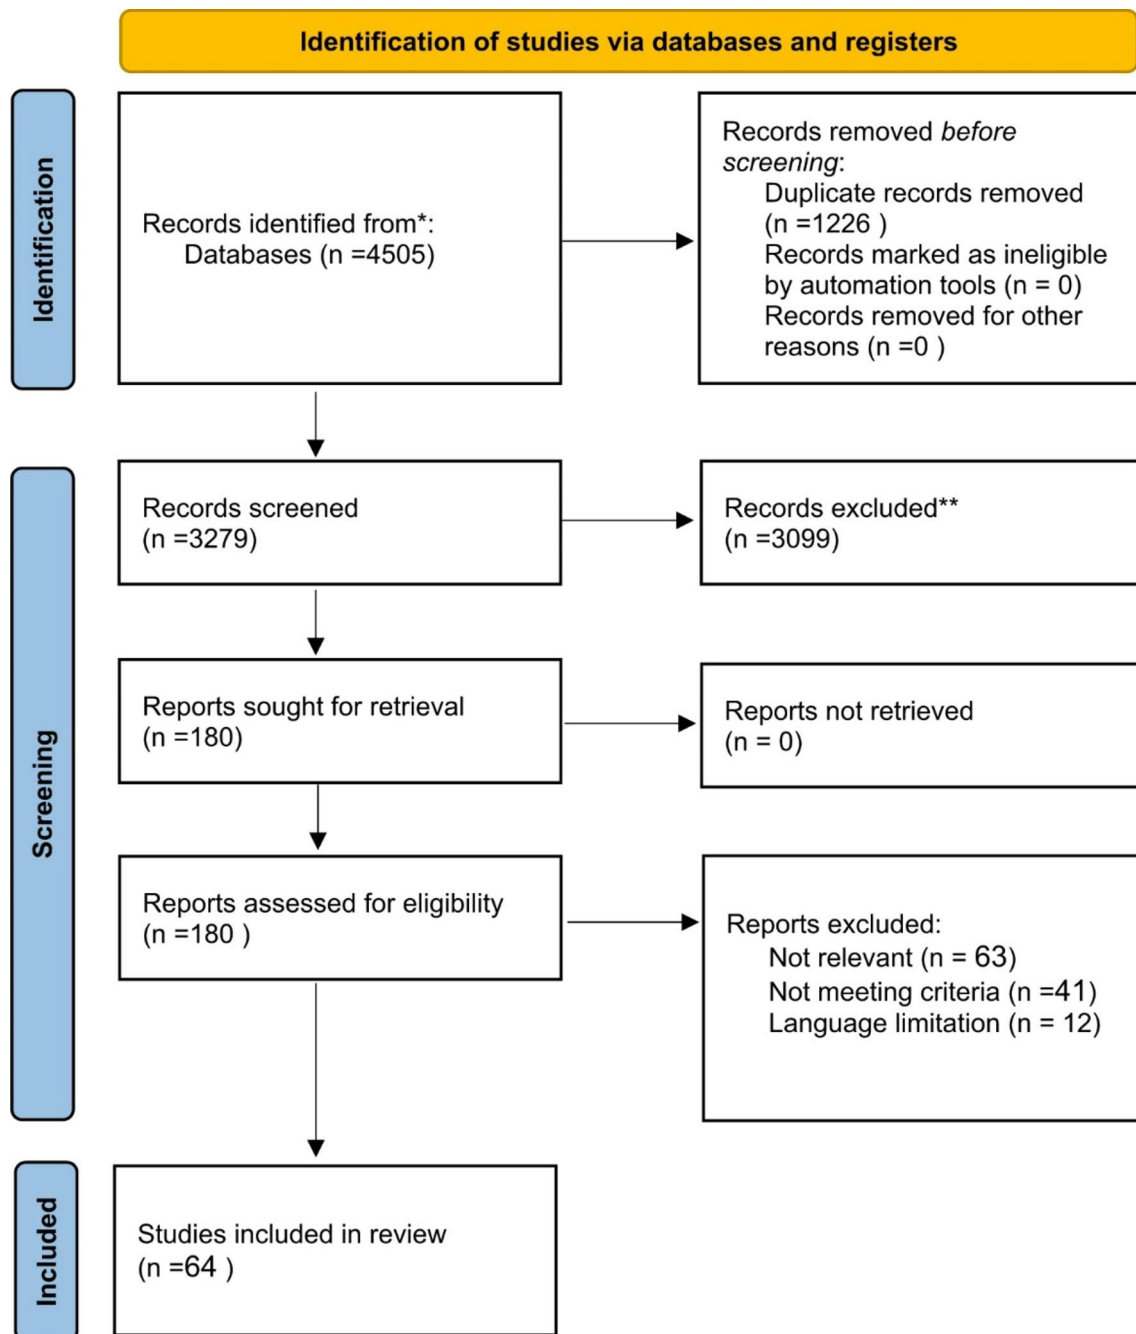 Identification of studies via databases and registers
Identification
Records identified from*:
Databases (n =4505)
Records removed before
screening:
Duplicate records removed
(n =1226 )
Records marked as ineligible
by automation tools (n = 0)
Records removed for other
reasons (n =0 )
Screening
Records screened
(n =3279)
Records excluded**
(n =3099)
Reports sought for retrieval
(n =180)
Reports not retrieved
(n = 0)
Reports assessed for eligibility
(n =180 )
Reports excluded:
Not relevant (n = 63)
Not meeting criteria (n =41)
Language limitation (n = 12)
Included
Studies included in review
(n =64 )